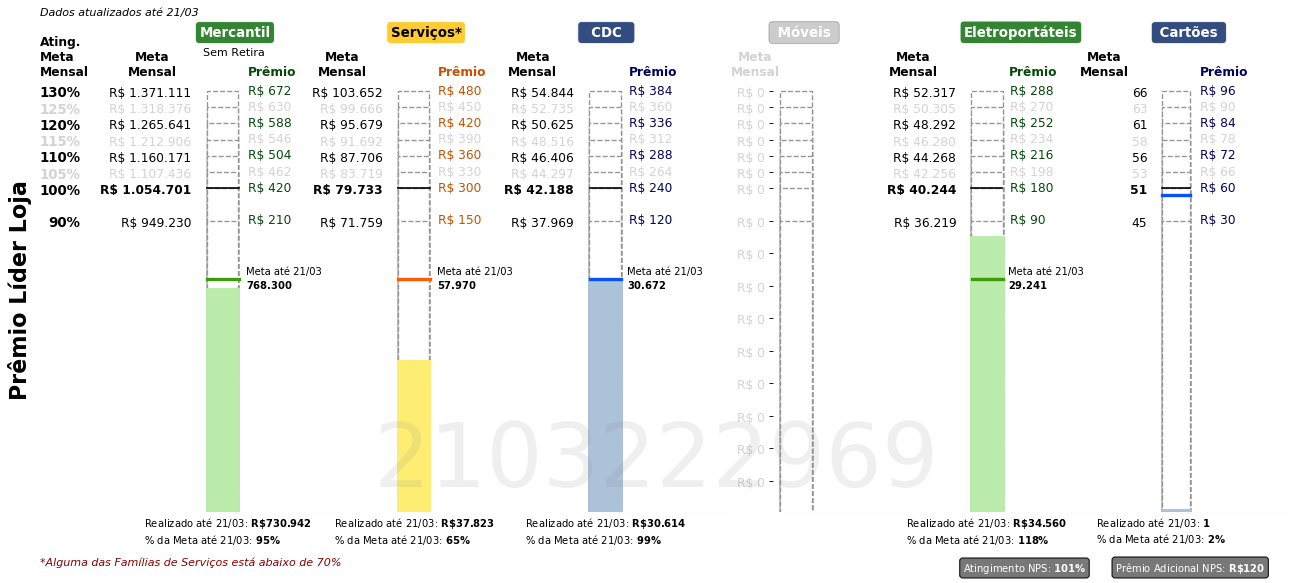 Dados atualizados até 21/03
Mercantil Serviços* CDC Móveis Eletroportáteis Cartões
Sem Retira
Ating. Meta Mensal Meta Mensal Prêmio Meta Mensal Prêmio Meta Mensal Prêmio Meta Mensal Meta Mensal Prêmio Meta Mensal Prêmio
130% R$ 1.371.111 R$ 672 R$ 103.652 R$ 480 R$ 54.844 R$ 384 R$ 0 R$ 52.317 R$ 288 66 R$ 96
125% R$ 1.318.376 R$ 630 R$ 99.666 R$ 450 R$ 52.735 R$ 360 R$ 0 R$ 50.305 R$ 270 63 R$ 90
120% R$ 1.265.641 R$ 588 R$ 95.679 R$ 420 R$ 50.625 R$ 336 R$ 0 R$ 48.292 R$ 252 61 R$ 84
115% R$ 1.212.906 R$ 546 R$ 91.692 R$ 390 R$ 48.516 R$ 312 R$ 0 R$ 46.280 R$ 234 58 R$ 78
110% R$ 1.160.171 R$ 504 R$ 87.706 R$ 360 R$ 46.406 R$ 288 R$ 0 R$ 44.268 R$ 216 56 R$ 72
105% R$ 1.107.436 R$ 462 R$ 83.719 R$ 330 R$ 44.297 R$ 264 R$ 0 R$ 42.256 R$ 198 53 R$ 66
100% R$ 1.054.701 R$ 420 R$ 79.733 R$ 300 R$ 42.188 R$ 240 R$ 0 R$ 40.244 R$ 180 51 R$ 60
90% R$ 949.230 R$ 210 R$ 71.759 R$ 150 R$ 37.969 R$ 120 R$ 0 R$ 36.219 R$ 90 45 R$ 30
R$ 0
Meta até 21/03 Meta até 21/03 Meta até 21/03 Meta até 21/03
768.300 57.970 30.672 R$ 0 29.241
R$ 0
R$ 0
R$ 0
R$ 0
R$ 0
R$ 0
Prêmio Líder Loja
2103222969
Realizado até 21/03: R$730.942 Realizado até 21/03: R$37.823 Realizado até 21/03: R$30.614 Realizado até 21/03: R$34.560 Realizado até 21/03: 1
% da Meta até 21/03: 95% % da Meta até 21/03: 65% % da Meta até 21/03: 99% % da Meta até 21/03: 118% % da Meta até 21/03: 2%
*Alguma das Famílias de Serviços está abaixo de 70%
Atingimento NPS: 101% Prêmio Adicional NPS: R$120